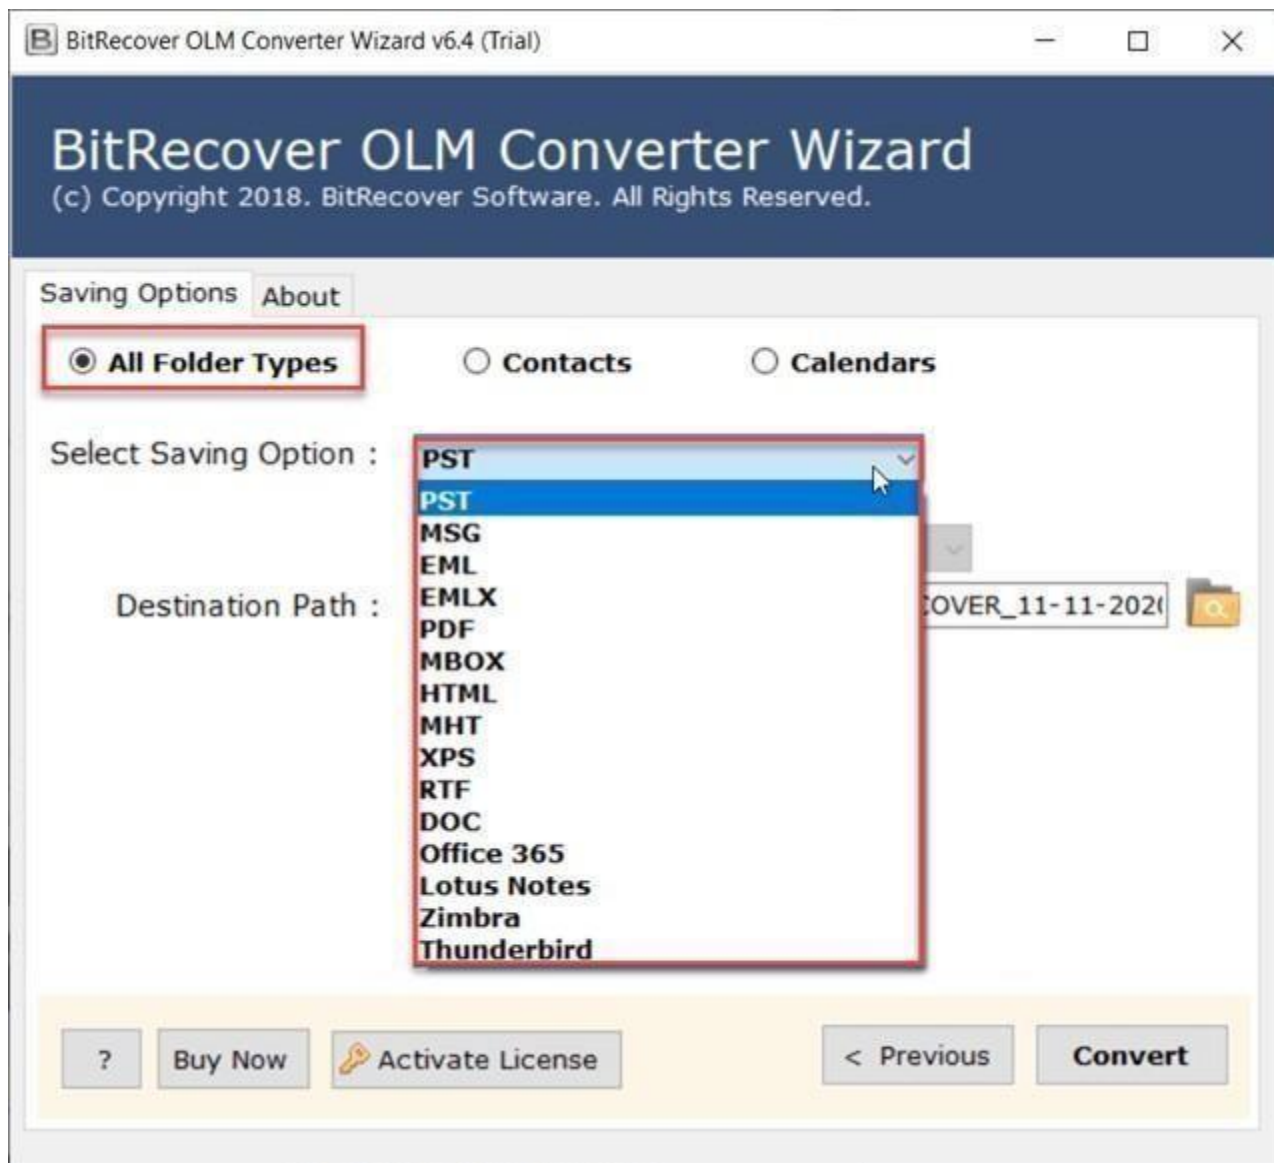 BitRecover OLM Converter Wizard v6.4 (Trial)
BitRecover OLM Converter Wizard
(c) Copyright 2018. BitRecover Software. All Rights Reserved.
Saving Options About
All Folder Types Contacts Calendars
Select Saving Option : PST
PST
MSG
EML
EMLX
Destination Path : COVER_11-11-202
PDF
MBOX
HTML
MHT
XPS
RTF
DOC
Office 365
Lotus Notes
Zimbra
Thunderbird
? Buy Now Activate License < Previous Convert